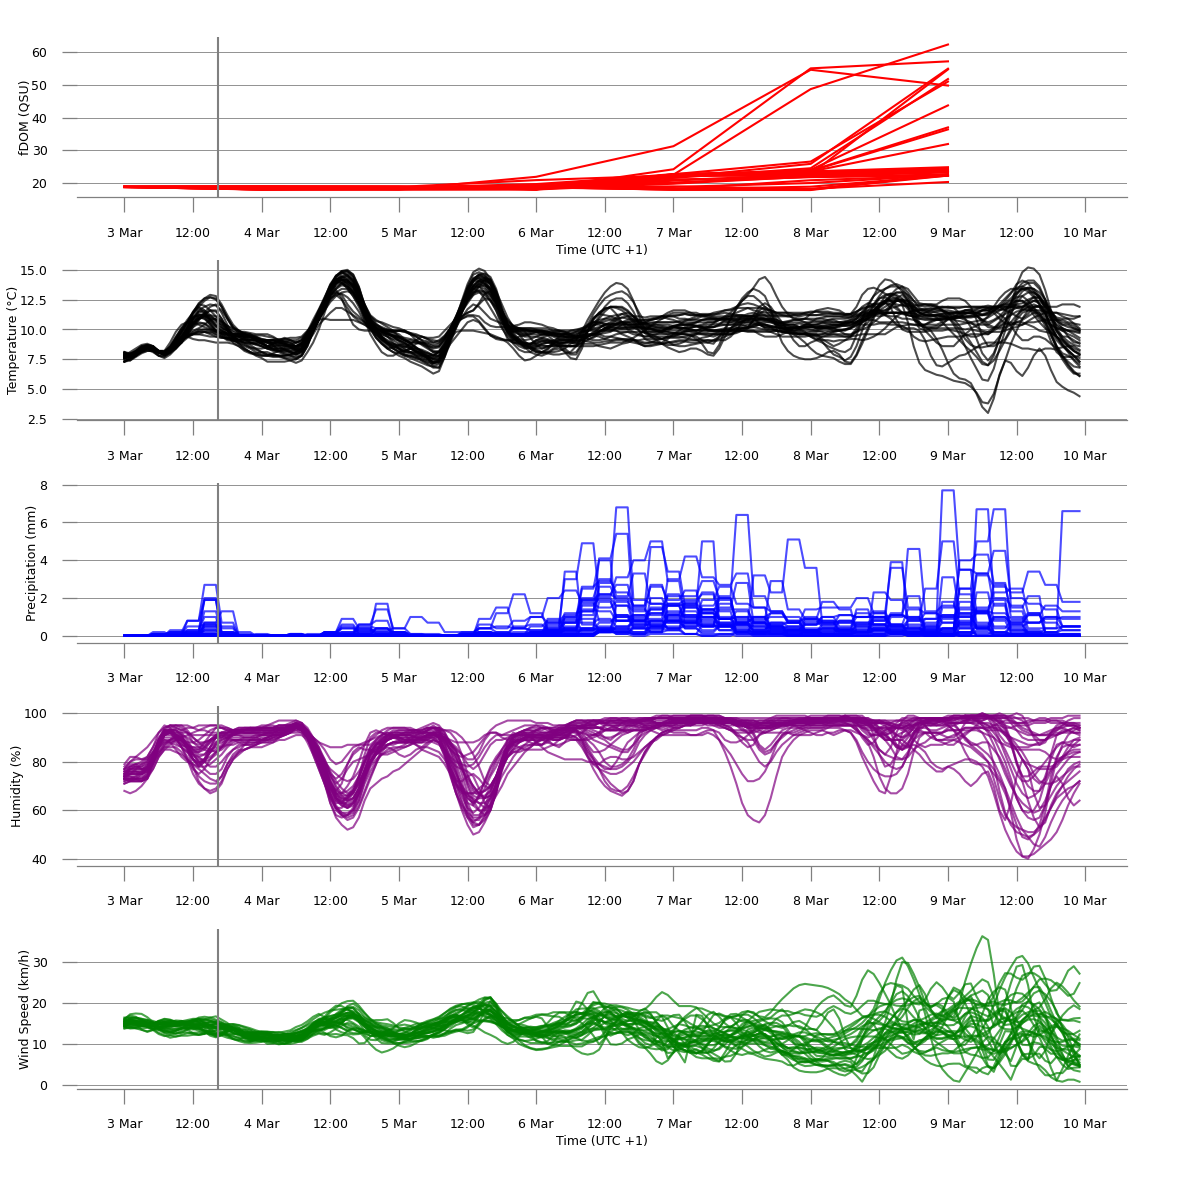 fDOM (QSU)
60
50
40
30
20
3 Mar 12:00 4 Mar 12:00 5 Mar 12:00 6 Mar 12:00 7 Mar 12:00 8 Mar 12:00 9 Mar 12:00 10 Mar
Time (UTC +1)
Temperature (°C)
15.0
12.5
10.0
7.5
5.0
2.5
3 Mar 12:00 4 Mar 12:00 5 Mar 12:00 6 Mar 12:00 7 Mar 12:00 8 Mar 12:00 9 Mar 12:00 10 Mar
Precipitation (mm)
8
6
4
2
0
3 Mar 12:00 4 Mar 12:00 5 Mar 12:00 6 Mar 12:00 7 Mar 12:00 8 Mar 12:00 9 Mar 12:00 10 Mar
Humidity (%)
100
80
60
40
3 Mar 12:00 4 Mar 12:00 5 Mar 12:00 6 Mar 12:00 7 Mar 12:00 8 Mar 12:00 9 Mar 12:00 10 Mar
Wind Speed (km/h)
30
20
10
0
3 Mar 12:00 4 Mar 12:00 5 Mar 12:00 6 Mar 12:00 7 Mar 12:00 8 Mar 12:00 9 Mar 12:00 10 Mar
Time (UTC +1)